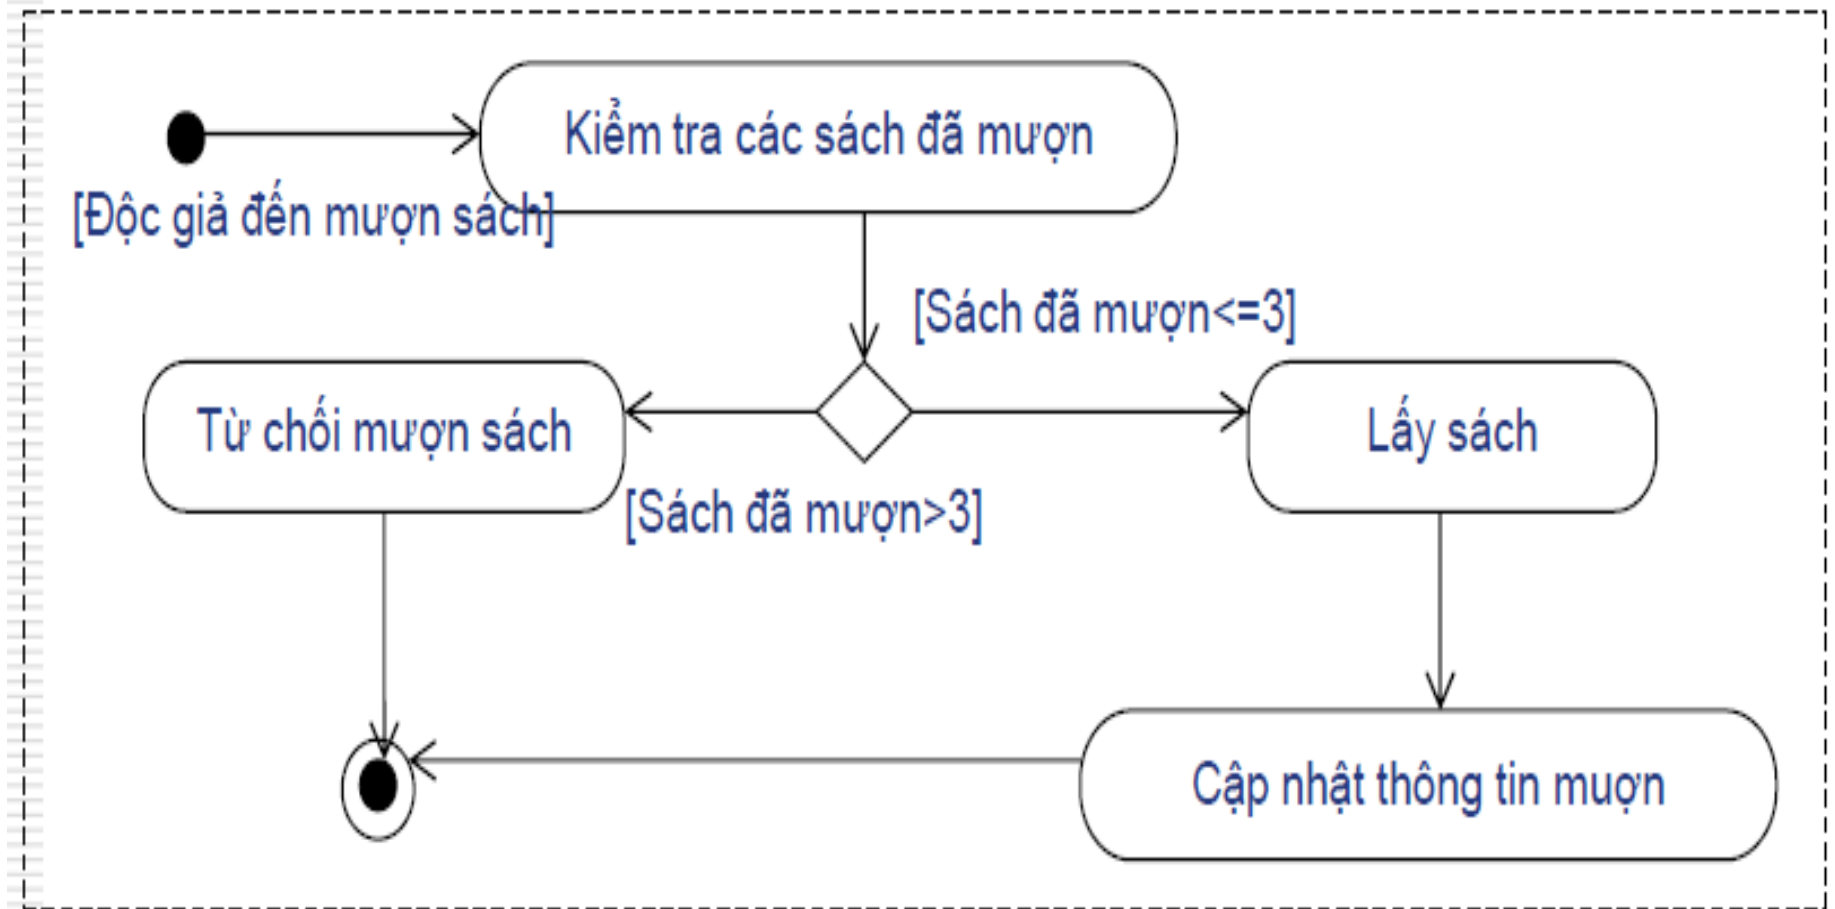 Kiểm tra các sách đã mượn
[Độc giả đến mượn sách]
[Sách đã mượn<=3]
Từ chối mượn sách
Lấy sách
[Sách đã mượn>3]
Cập nhật thông tin muợn